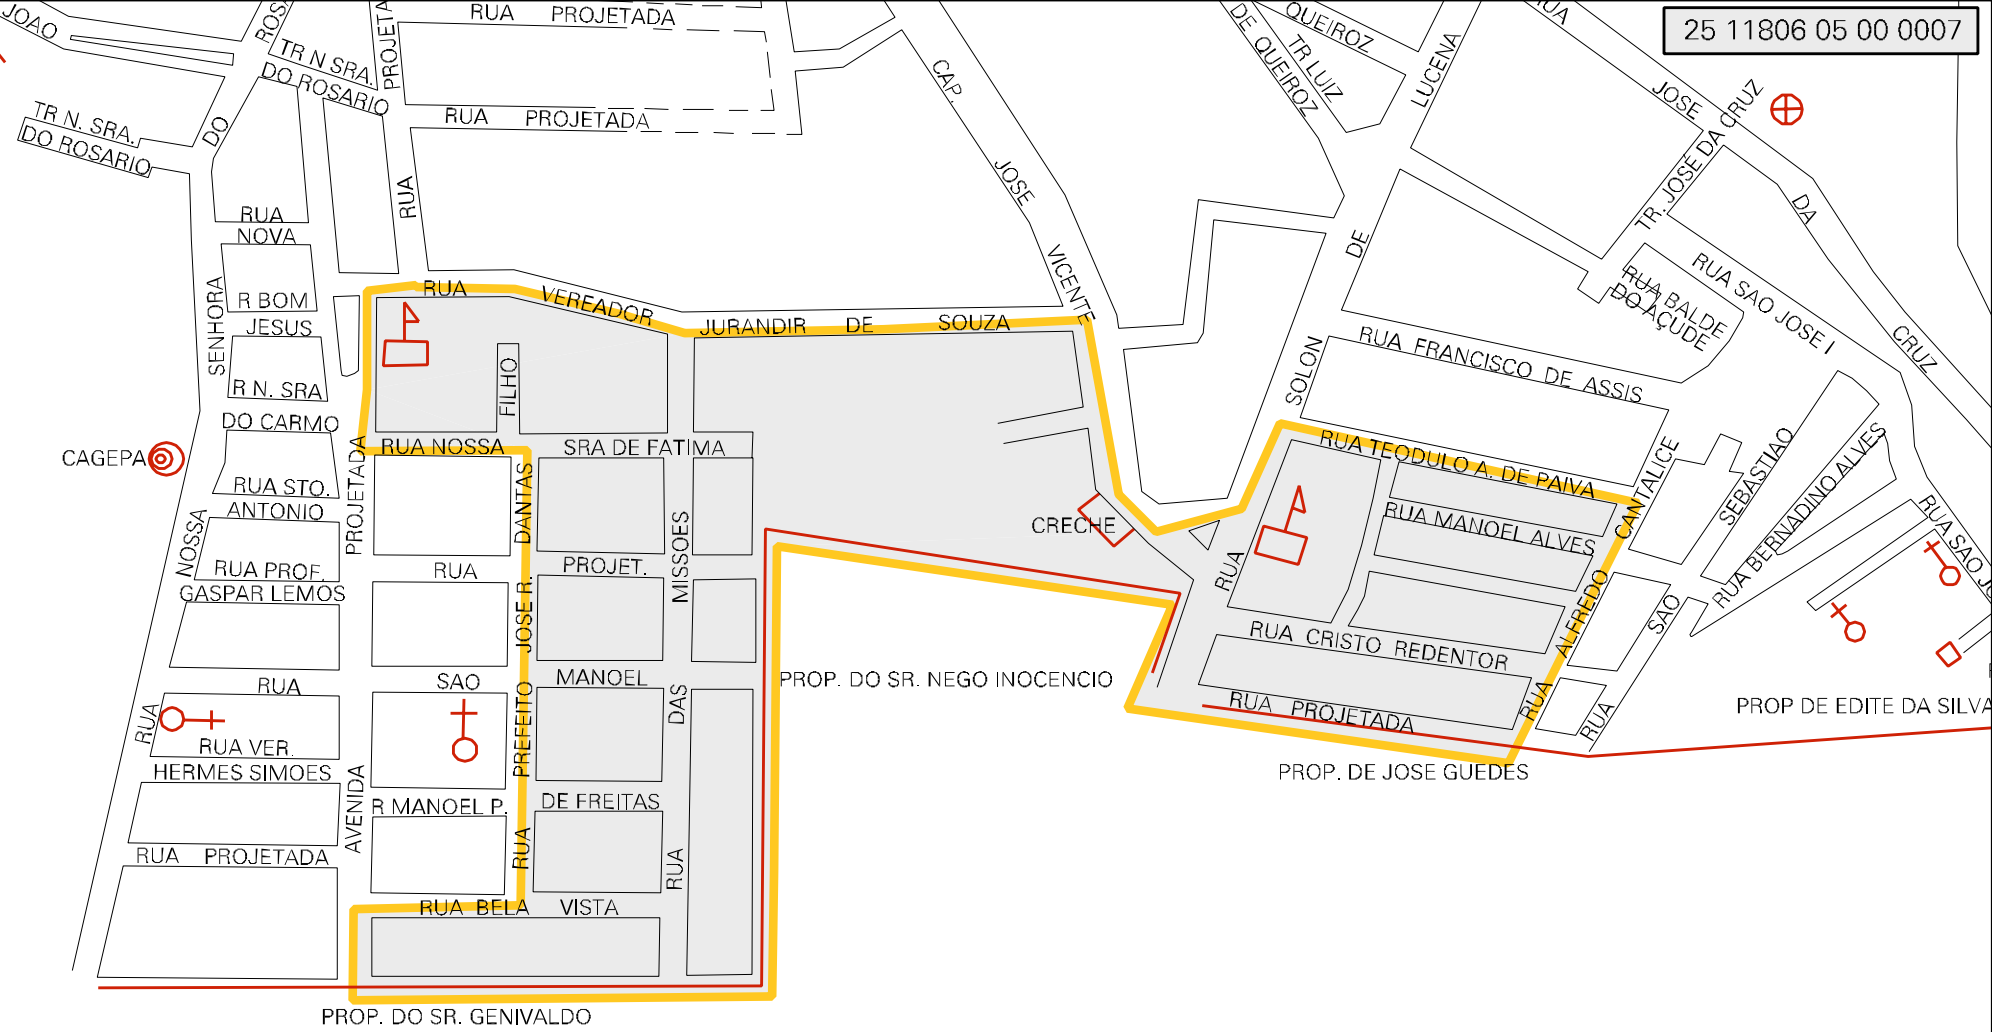 25 11806 05 00 0007
JOAO
ROSA
TR N SRA.
DO ROSARIO
PROJETA
RUA PROJETADA
RUA PROJETADA
CAP.
JOSE
VICENTE
DE QUEIROZ
QUEIROZ
TR LUIZ
LUCENA
RUA
JOSE
DA
CRUZ
TR. JOSE DA CRUZ
TR N. SRA.
DO ROSARIO
DO
RUA
RUA
NOVA
SENHORA
R BOM
JESUS
R N. SRA
DO CARMO
CAGEPA
RUA STO.
ANTONIO
NOSSA
RUA PROF.
GASPAR LEMOS
RUA
RUA
RUA VER.
HERMES SIMOES
RUA PROJETADA
PROJETADA
AVENIDA
RUA VEREADOR JURANDIR DE SOUZA
FILHO
RUA NOSSA SRA DE FATIMA
DANTAS
JOSE R.
PREFEITO
RUA
RUA PROJET.
SAO MANOEL
R MANOEL P. DE FREITAS
RUA BELA VISTA
MISSOES
DAS
RUA
PROP. DO SR. GENIVALDO
PROP. DO SR. NEGO INOCENCIO
CRECHE
DE
SOLON
RUA
RUA FRANCISCO DE ASSIS
RUA BALDE
DO AÇUDE
RUA SAO JOSE I
RUA TEODULO A. DE PAIVA
RUA MANOEL ALVES
RUA CRISTO REDENTOR
RUA PROJETADA
CANTALICE
ALFREDO
RUA
SEBASTIAO
SAO
RUA
RUA BERNADINO ALVES
RUA SAO JO
PROP DE EDITE DA SILVA
PROP. DE JOSE GUEDES